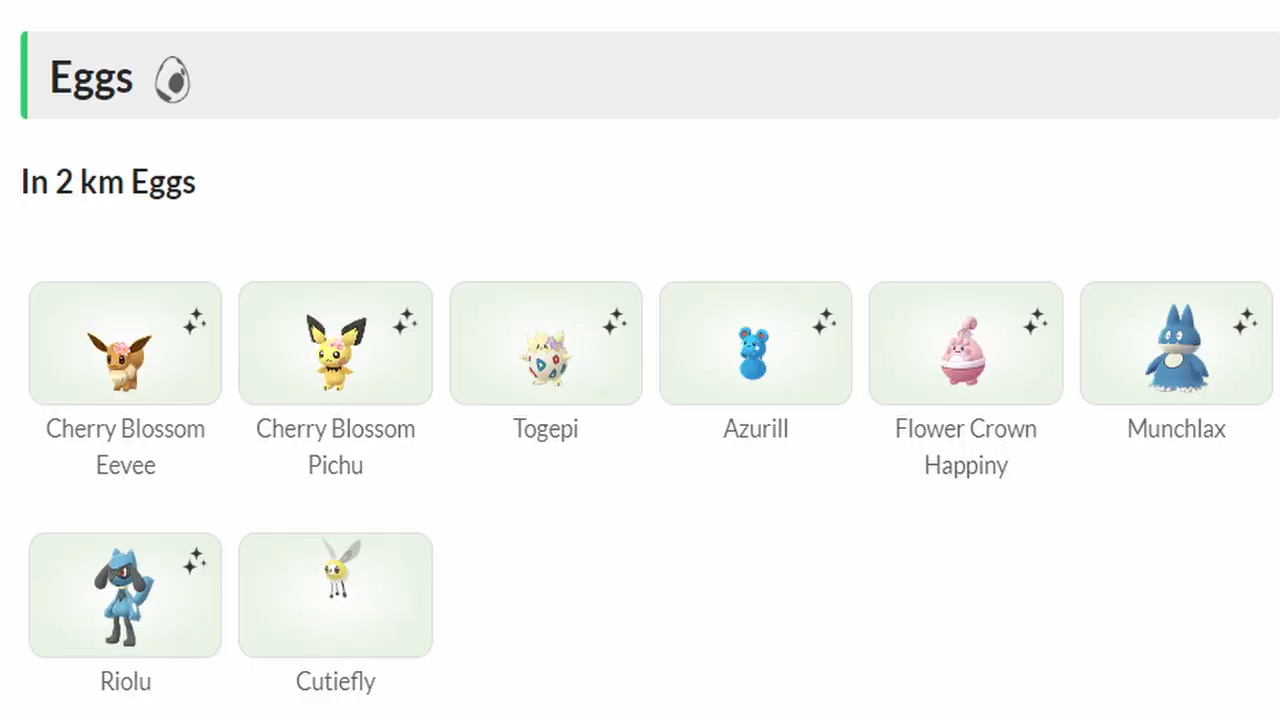 Eggs
In 2 km Eggs
Cherry Blossom
Eevee
Cherry Blossom
Pichu
Togepi
Azurill
Flower Crown
Happiny
Munchlax
Riolu
Cutiefly